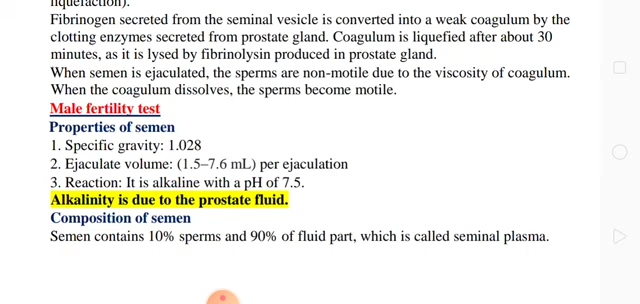 liquefaction).
Fibrinogen secreted from the seminal vesicle is converted into a weak coagulum by the
clotting enzymes secreted from prostate gland. Coagulum is liquefied after about 30
minutes, as it is lysed by fibrinolysin produced in prostate gland.
When semen is ejaculated, the sperms are non-motile due to the viscosity of coagulum.
When the coagulum dissolves, the sperms become motile.
Male fertility test
Properties of semen
1. Specific gravity: 1.028
2. Ejaculate volume: (1.5–7.6 mL) per ejaculation
3. Reaction: It is alkaline with a pH of 7.5.
Alkalinity is due to the prostate fluid.
Composition of semen
Semen contains 10% sperms and 90% of fluid part, which is called seminal plasma.